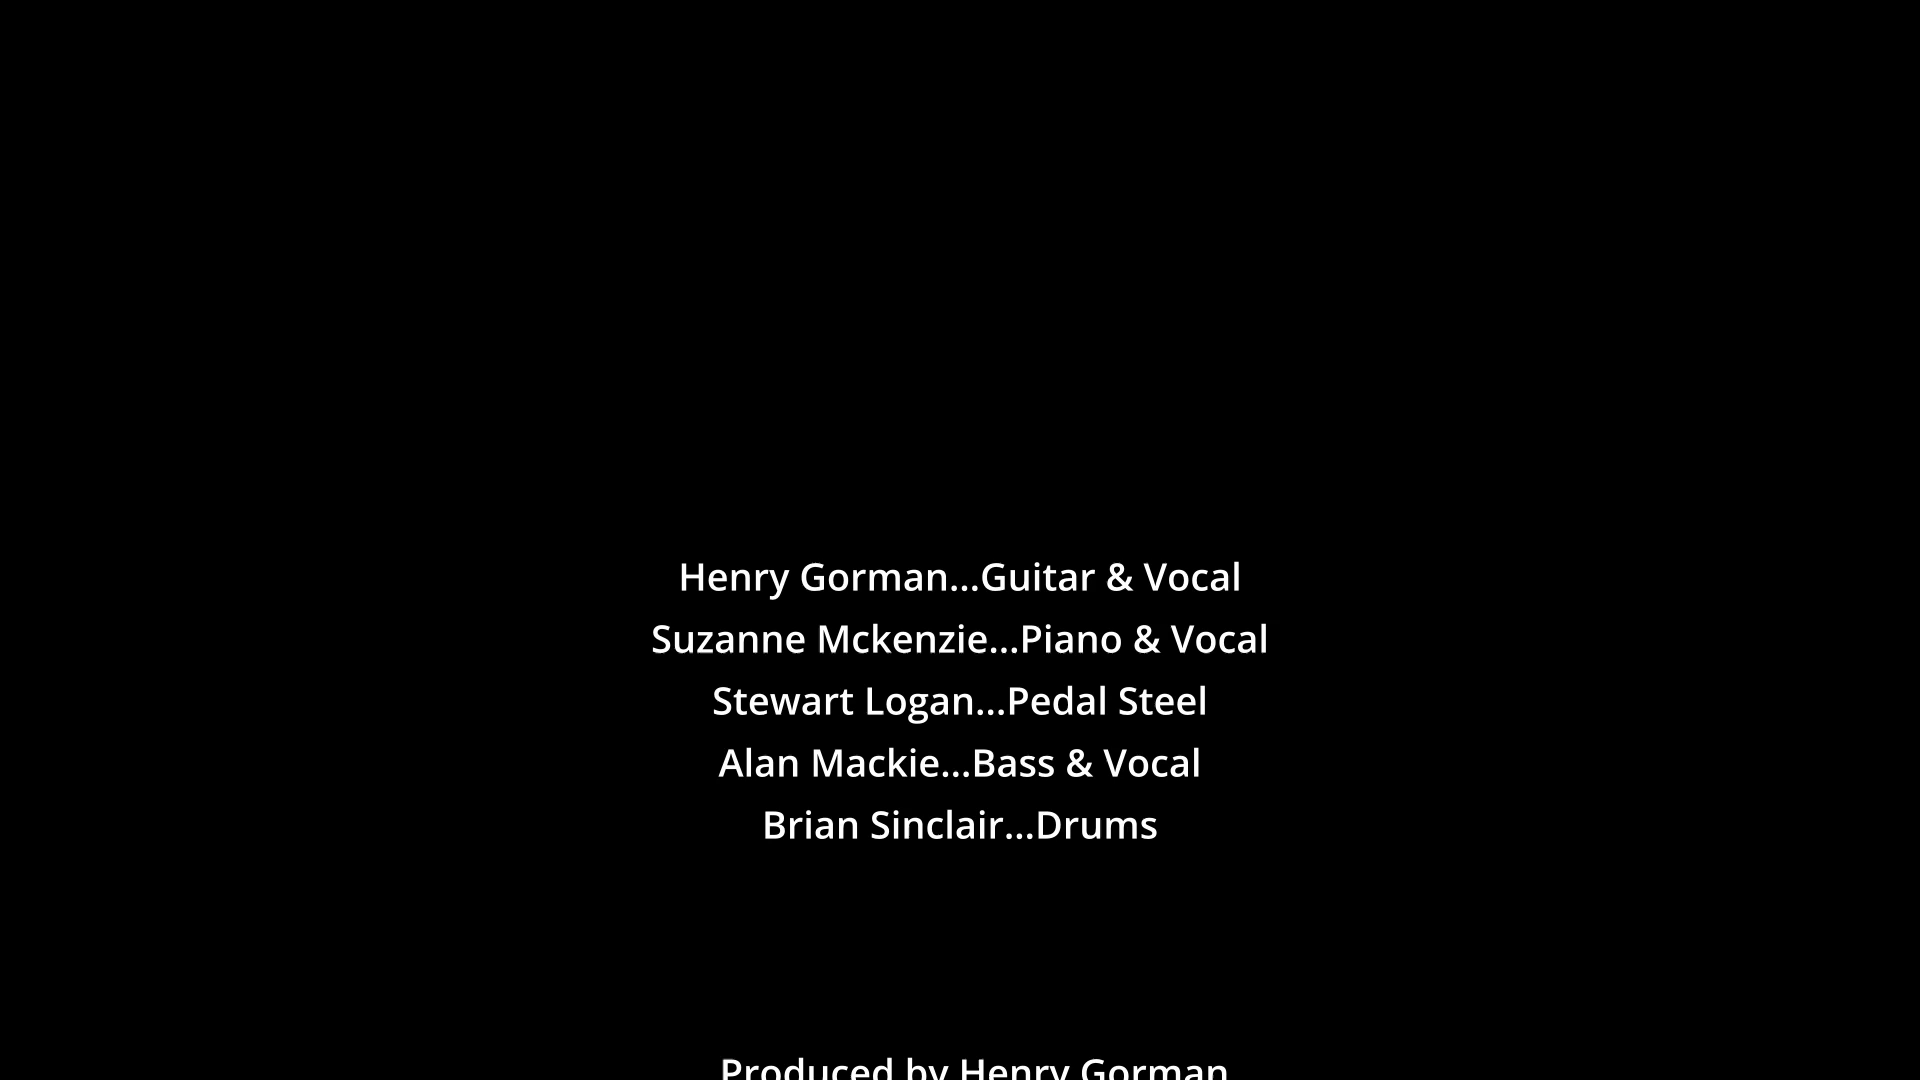 Henry Gorman...Guitar & Vocal
Suzanne Mckenzie...Piano & Vocal
Stewart Logan...Pedal Steel
Alan Mackie...Bass & Vocal
Brian Sinclair...Drums
Produced by Henry Gorman